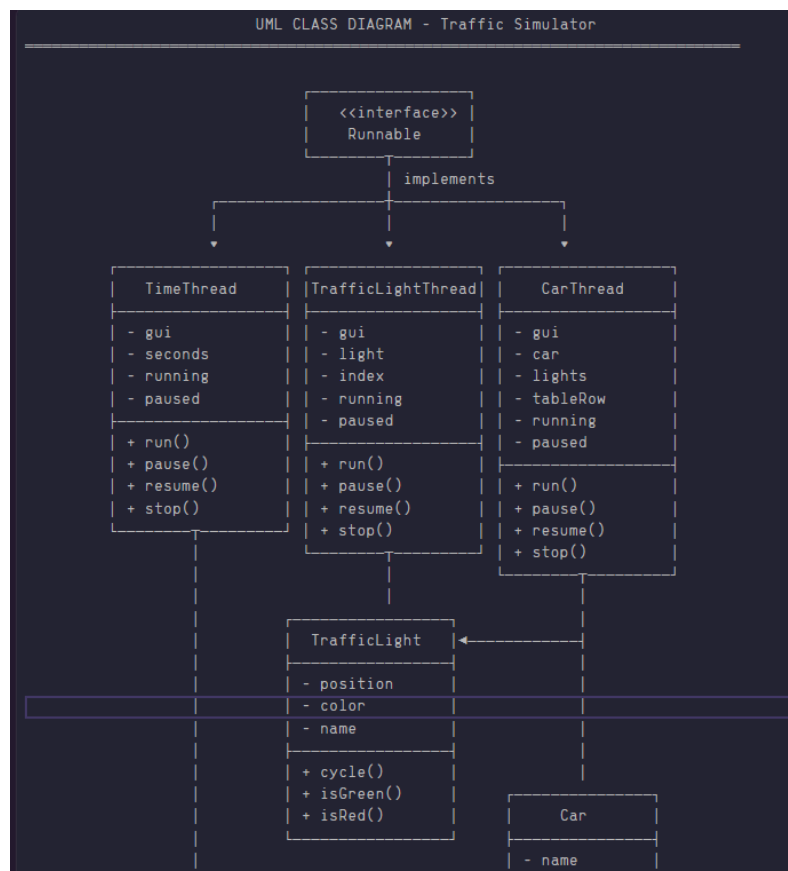 UML CLASS DIAGRAM - Traffic Simulator
<<interface>>
Runnable
implements
TimeThread
- gui
- seconds
- running
- paused
+ run()
+ pause()
+ resume()
+ stop()
TrafficLightThread
- gui
- light
- index
- running
- paused
+ run()
+ pause()
+ resume()
+ stop()
CarThread
- gui
- car
- lights
- tableRow
- running
- paused
+ run()
+ pause()
+ resume()
+ stop()
TrafficLight
- position
- color
- name
+ cycle()
+ isGreen()
+ isRed()
Car
- name